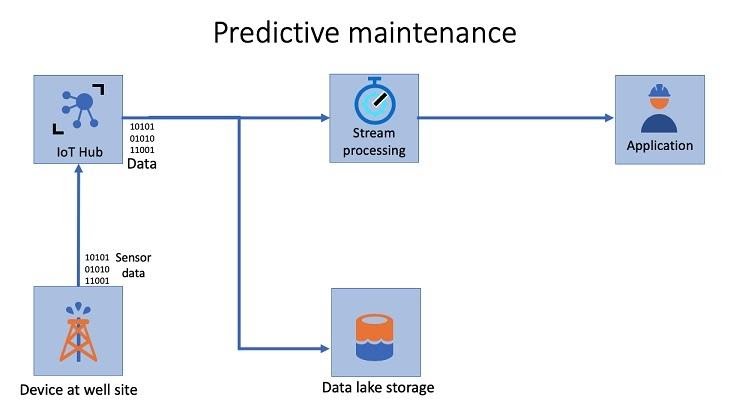 Predictive maintenance
IoT Hub
10101
01010
11001
Data
Stream
processing
Application
10101
01010
11001
Sensor
data
Device at well site
Data lake storage